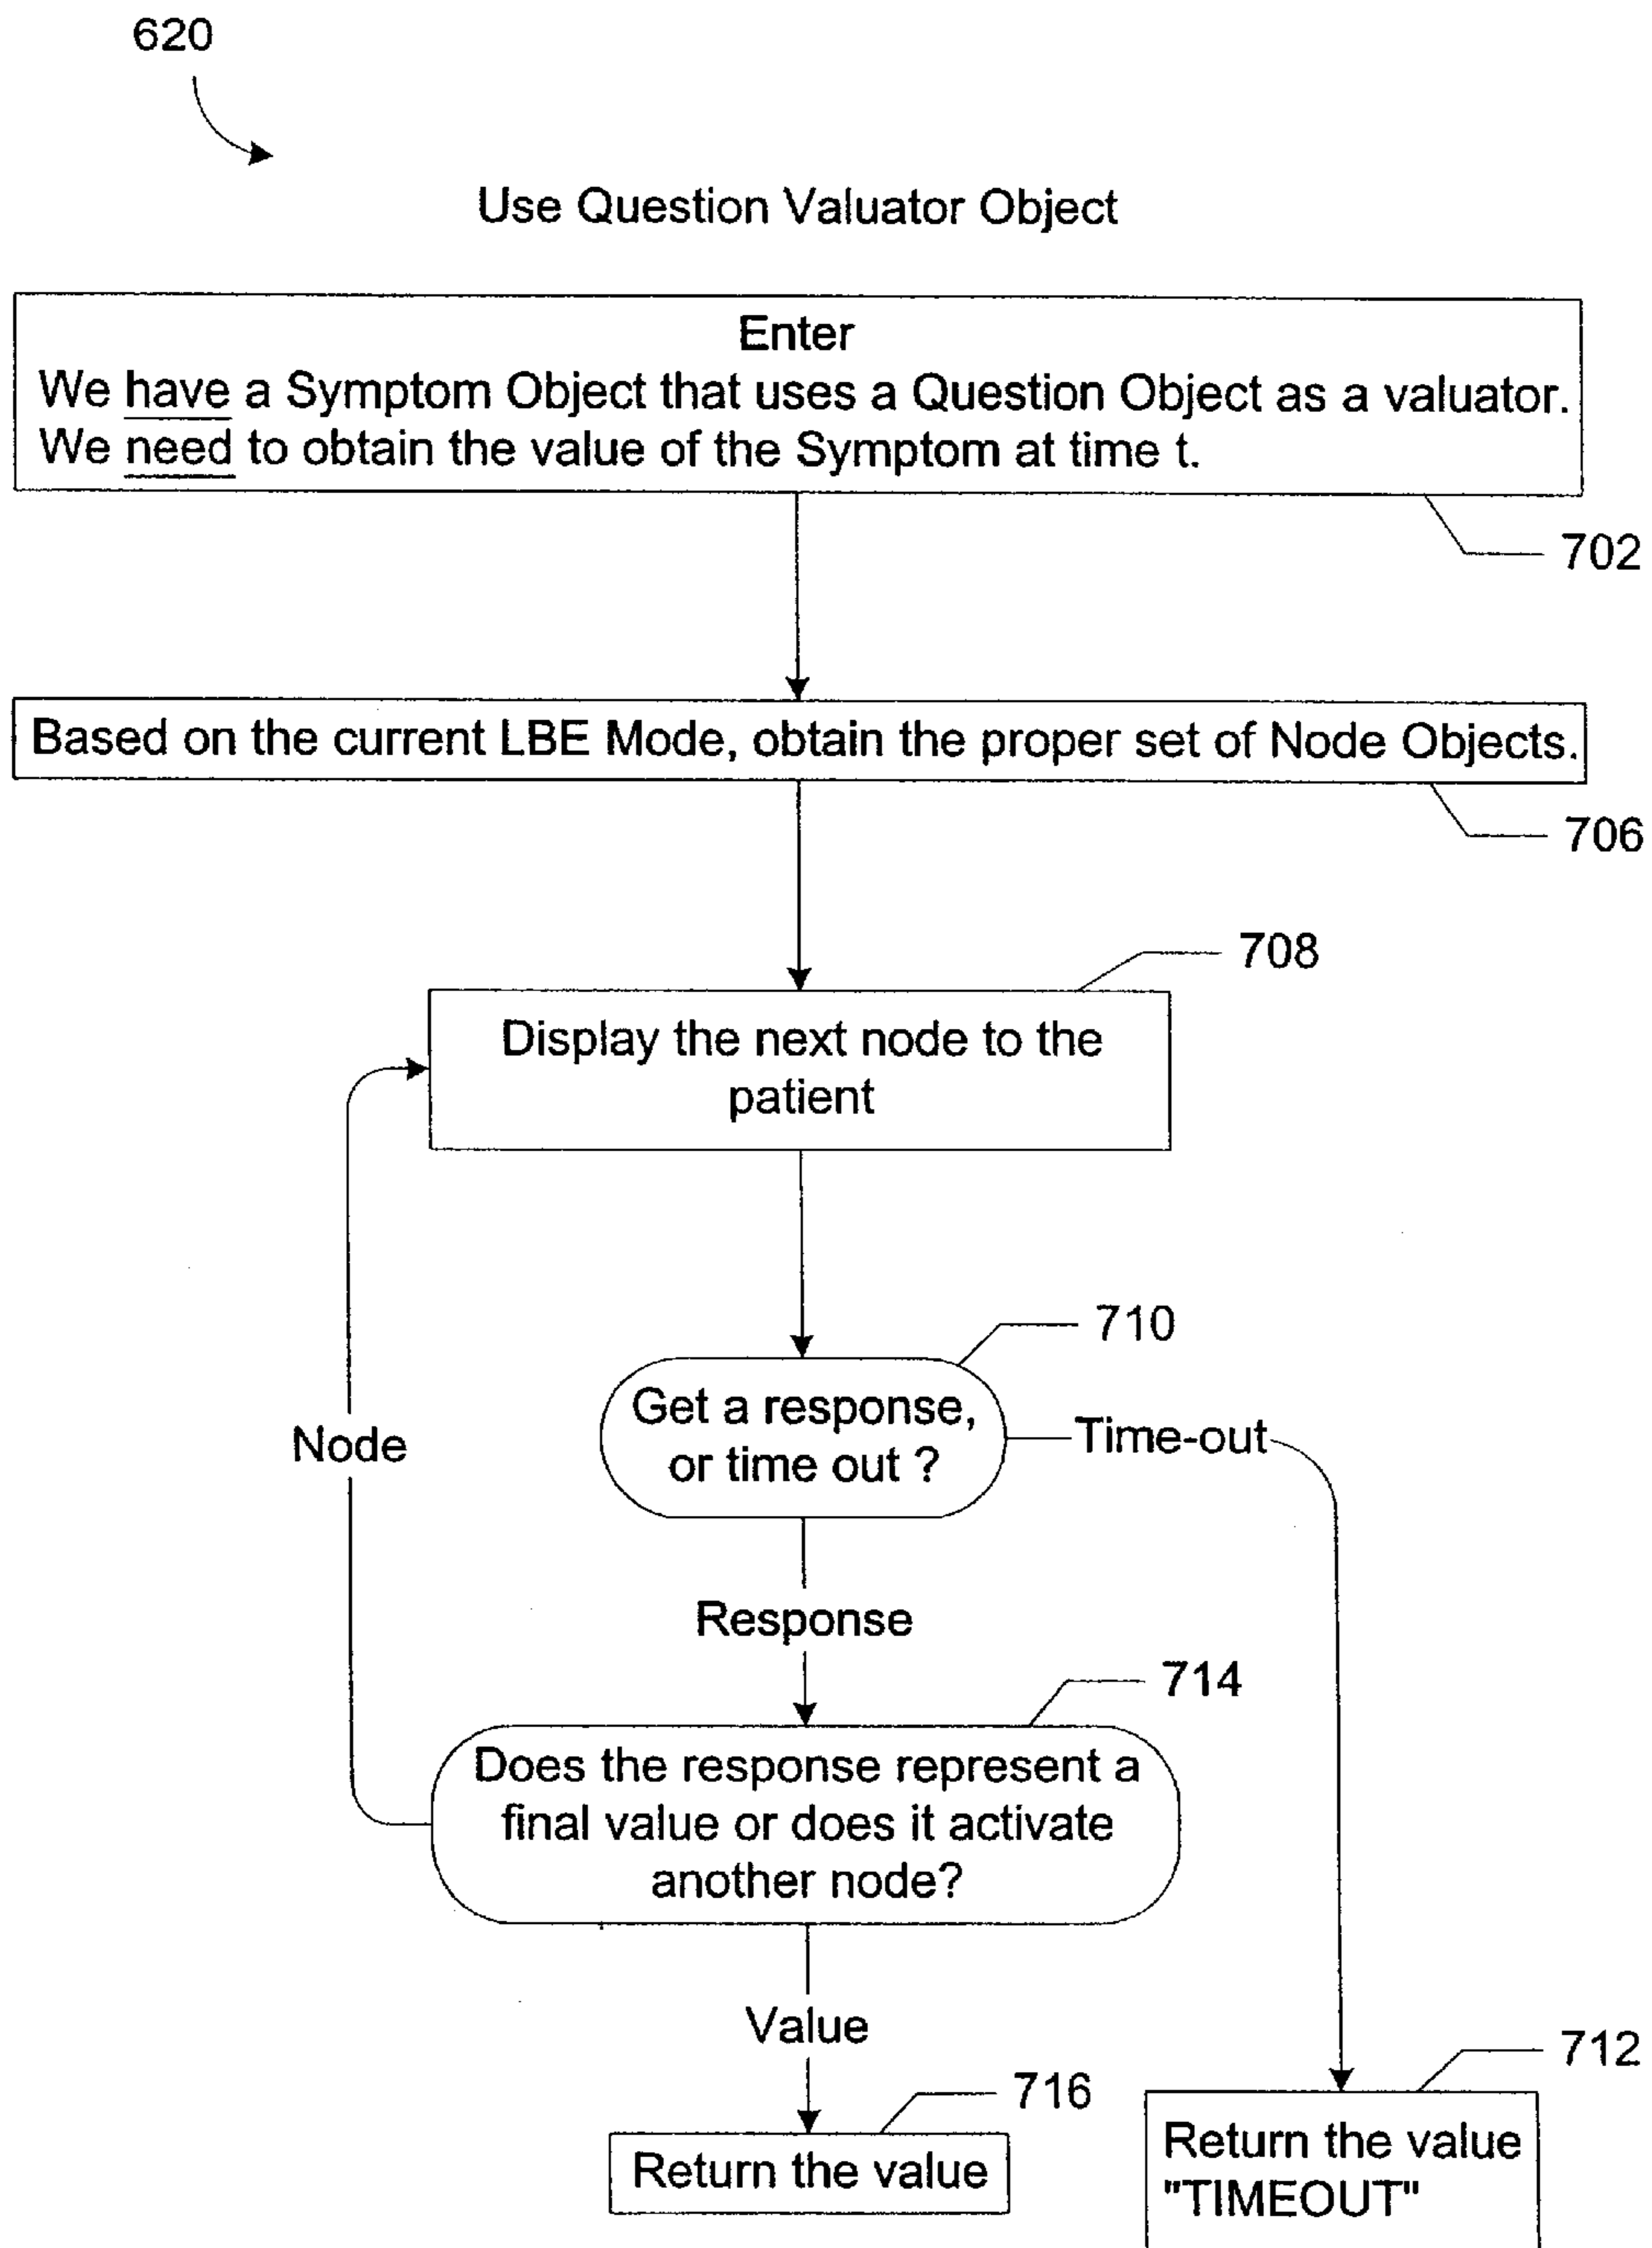 620
Use Question Valuator Object
Enter
We have a Symptom Object that uses a Question Object as a valuator.
We need to obtain the value of the Symptom at time t.
702
Based on the current LBE Mode, obtain the proper set of Node Objects.
706
708
Display the next node to the
patient
710
Get a response,
or time out ?
Time-out
Node
Response
714
Does the response represent a
final value or does it activate
another node?
Value
712
716
Return the value
Return the value
"TIMEOUT"